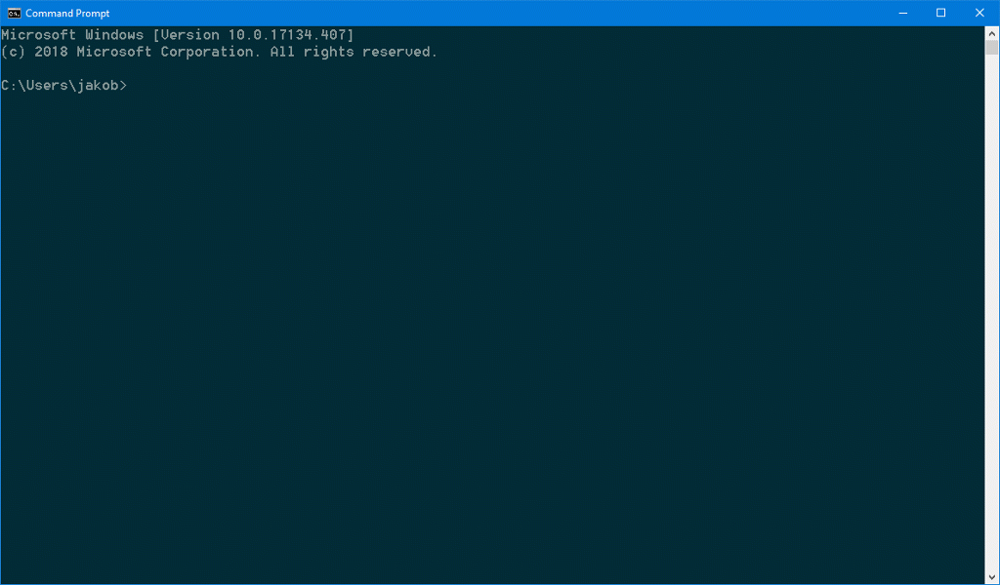 Command Prompt
Microsoft Windows [Version 10.0.17134.407]
(c) 2018 Microsoft Corporation. All rights reserved.
C:\Users\jakob>